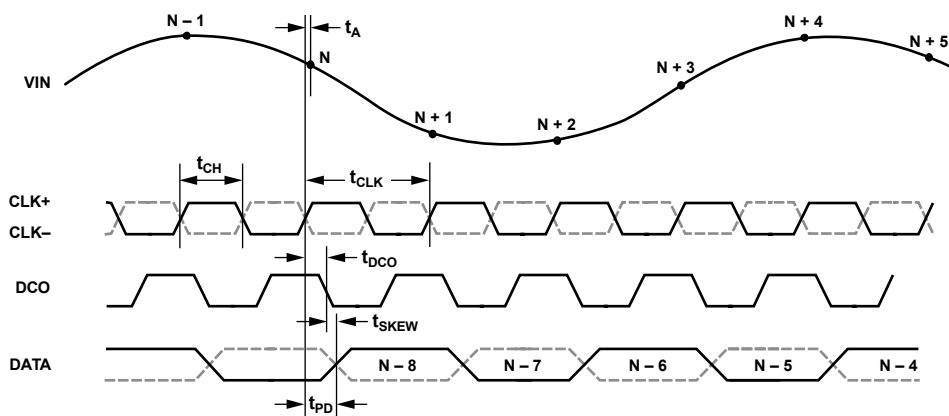 N – 1
t_A
N
N + 4
N + 5
VIN
N + 3
N + 1
N + 2
t_CH
t_CLK
CLK+
CLK–
t_DCO
DCO
t_SKEW
DATA
N – 8
N – 7
N – 6
N – 5
N – 4
t_PD